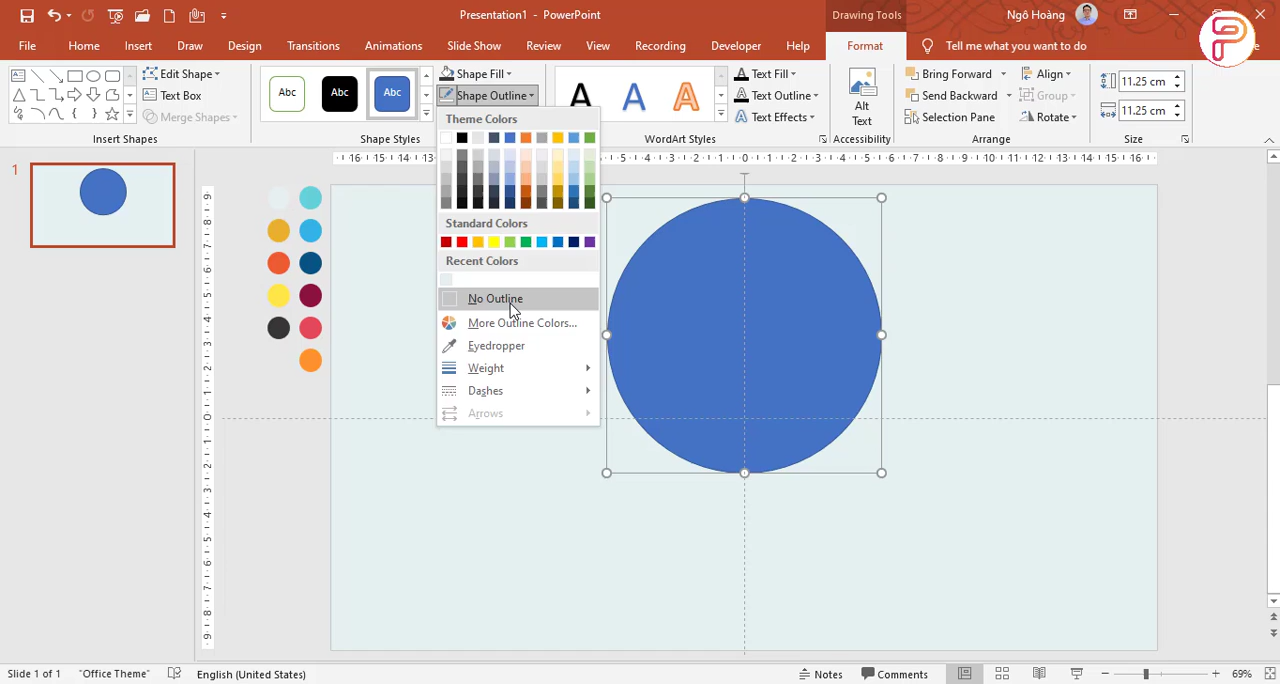 Presentation1 - PowerPoint
Drawing Tools
Ngô Hoàng
File Home Insert Draw Design Transitions Animations Slide Show Review View Recording Developer Help Format Tell me what you want to do
Edit Shape
Text Box
Merge Shapes
Insert Shapes
Abc Abc Abc
Shape Fill
Shape Outline
Shape Styles
A A A
Text Fill
Text Outline
Text Effects
WordArt Styles
Alt
Text
Accessibility
Bring Forward
Send Backward
Selection Pane
Align
Group
Rotate
Arrange
11.25 cm
11.25 cm
Size
Theme Colors
Standard Colors
Recent Colors
No Outline
More Outline Colors...
Eyedropper
Weight
Dashes
Arrows
1
Slide 1 of 1 "Office Theme" English (United States) Notes Comments 69%